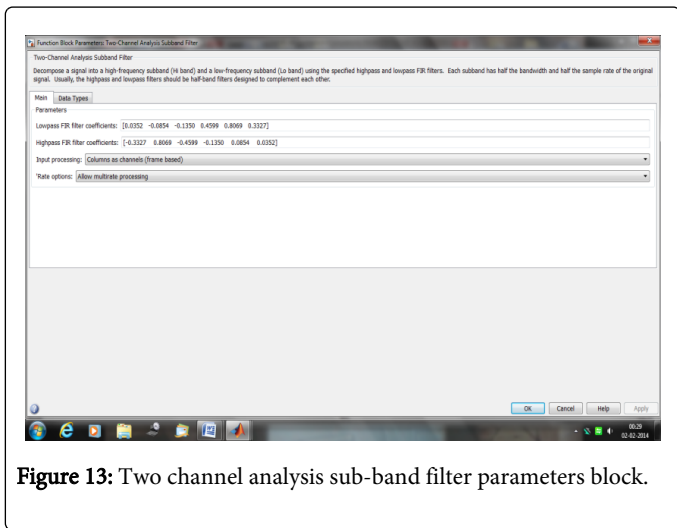 Function Block Parameters: Two-Channel Analysis Subband Filter
Two-Channel Analysis Subband Filter
Decompose a signal into a high-frequency subband (Hi band) and a low-frequency subband (Lo band) using the specified highpass and lowpass FIR filters. Each subband has half the bandwidth and half the sample rate of the original
signal. Usually, the highpass and lowpass filters should be half-band filters designed to complement each other.
Main Data Types
Parameters
Lowpass FIR filter coefficients: [0.0352 -0.0854 -0.1350 0.4599 0.8069 0.3327]
Highpass FIR filter coefficients: [-0.3327 0.8069 -0.4599 -0.1350 0.0854 0.0352]
Input processing: Columns as channels (frame based)
Rate options: Allow multirate processing
OK Cancel Help Apply
00:29
02-02-2014
Figure 13: Two channel analysis sub-band filter parameters block.